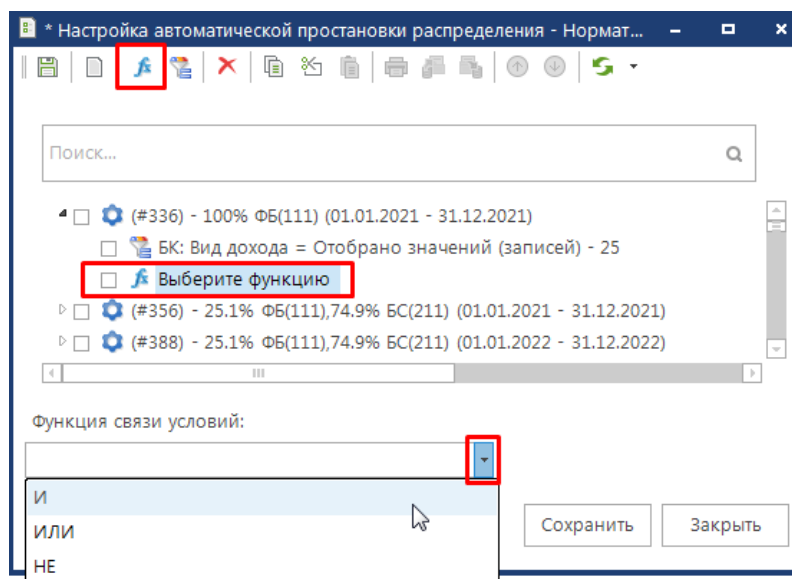 * Настройка автоматической простановки распределения - Нормат...
fx
Поиск...
(#336) - 100% ФБ(111) (01.01.2021 - 31.12.2021)
БК: Вид дохода = Отобрано значений (записей) - 25
fx Выберите функцию
(#356) - 25.1% ФБ(111),74.9% БС(211) (01.01.2021 - 31.12.2021)
(#388) - 25.1% ФБ(111),74.9% БС(211) (01.01.2022 - 31.12.2022)
Функция связи условий:
И
ИЛИ
НЕ
Сохранить Закрыть